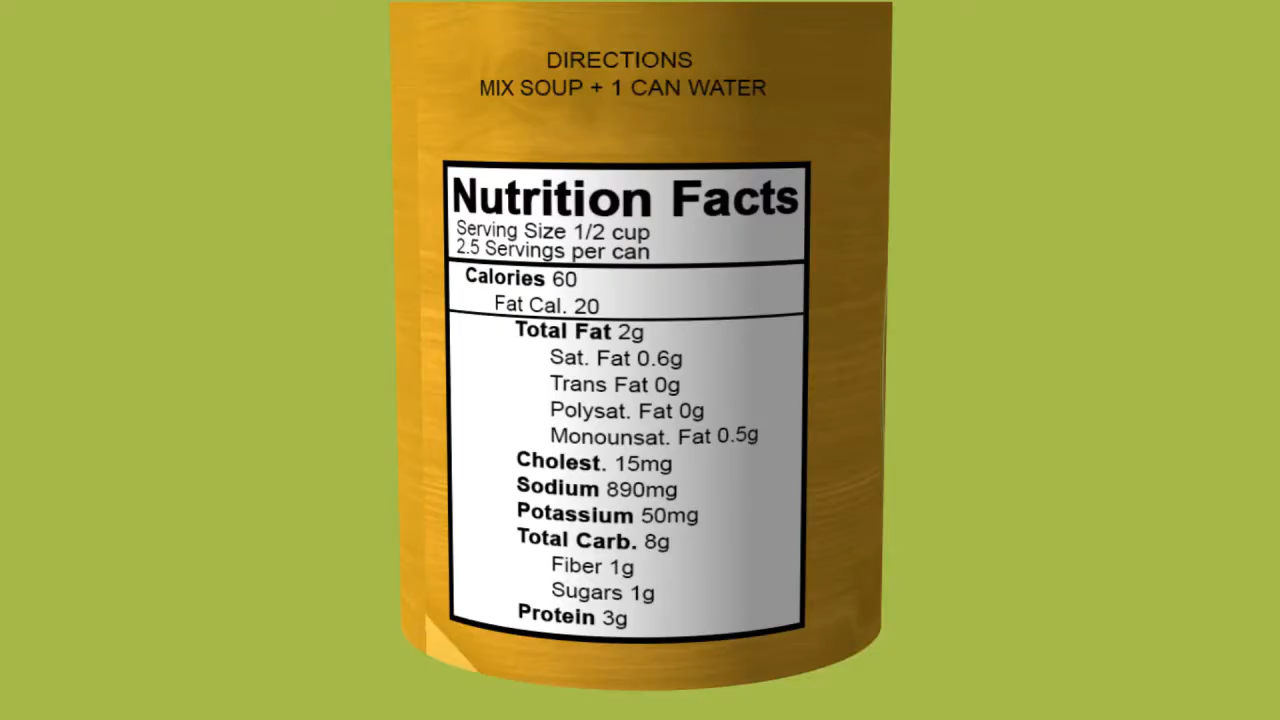 DIRECTIONS
MIX SOUP + 1 CAN WATER
Nutrition Facts
Serving Size 1/2 cup
2.5 Servings per can
Calories 60
Fat Cal. 20
Total Fat 2g
Sat. Fat 0.6g
Trans Fat 0g
Polysat. Fat 0g
Monounsat. Fat 0.5g
Cholest. 15mg
Sodium 890mg
Potassium 50mg
Total Carb. 8g
Fiber 1g
Sugars 1g
Protein 3g